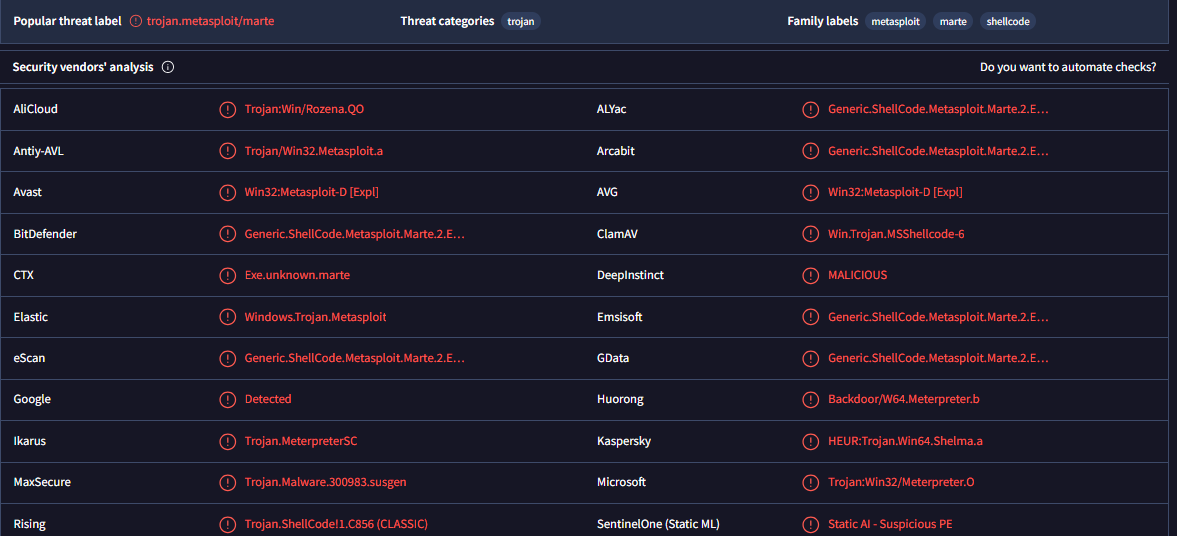 Popular threat label trojan.metasploit/marte Threat categories trojan Family labels metasploit marte shellcode
Security vendors' analysis Do you want to automate checks?
AliCloud Trojan:Win/Rozena.QO ALYac Generic.ShellCode.Metasploit.Marte.2.E…
Antiy-AVL Trojan/Win32.Metasploit.a Arcabit Generic.ShellCode.Metasploit.Marte.2.E…
Avast Win32:Metasploit-D [Expl] AVG Win32:Metasploit-D [Expl]
BitDefender Generic.ShellCode.Metasploit.Marte.2.E… ClamAV Win.Trojan.MSShellcode-6
CTX Exe.unknown.marte DeepInstinct MALICIOUS
Elastic Windows.Trojan.Metasploit Emsisoft Generic.ShellCode.Metasploit.Marte.2.E…
eScan Generic.ShellCode.Metasploit.Marte.2.E… GData Generic.ShellCode.Metasploit.Marte.2.E…
Google Detected Huorong Backdoor/W64.Meterpreter.b
Ikarus Trojan.MeterpreterSC Kaspersky HEUR:Trojan.Win64.Shelma.a
MaxSecure Trojan.Malware.300983.susgen Microsoft Trojan:Win32/Meterpreter.O
Rising Trojan.ShellCode!1.C856 (CLASSIC) SentinelOne (Static ML) Static AI - Suspicious PE